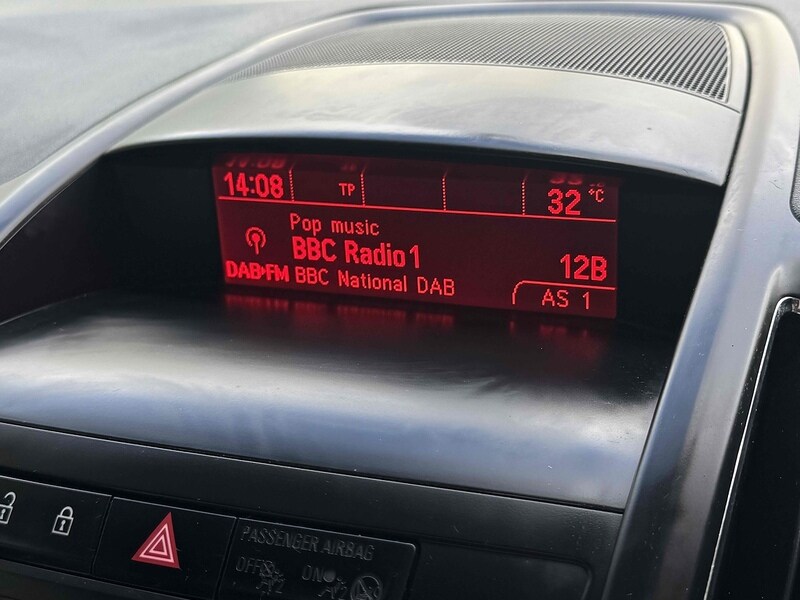 14:08 TP 32 °C
Pop music
BBC Radio 1 12B
DAB▸FM BBC National DAB
AS 1
PASSENGER AIRBAG
OFF ON